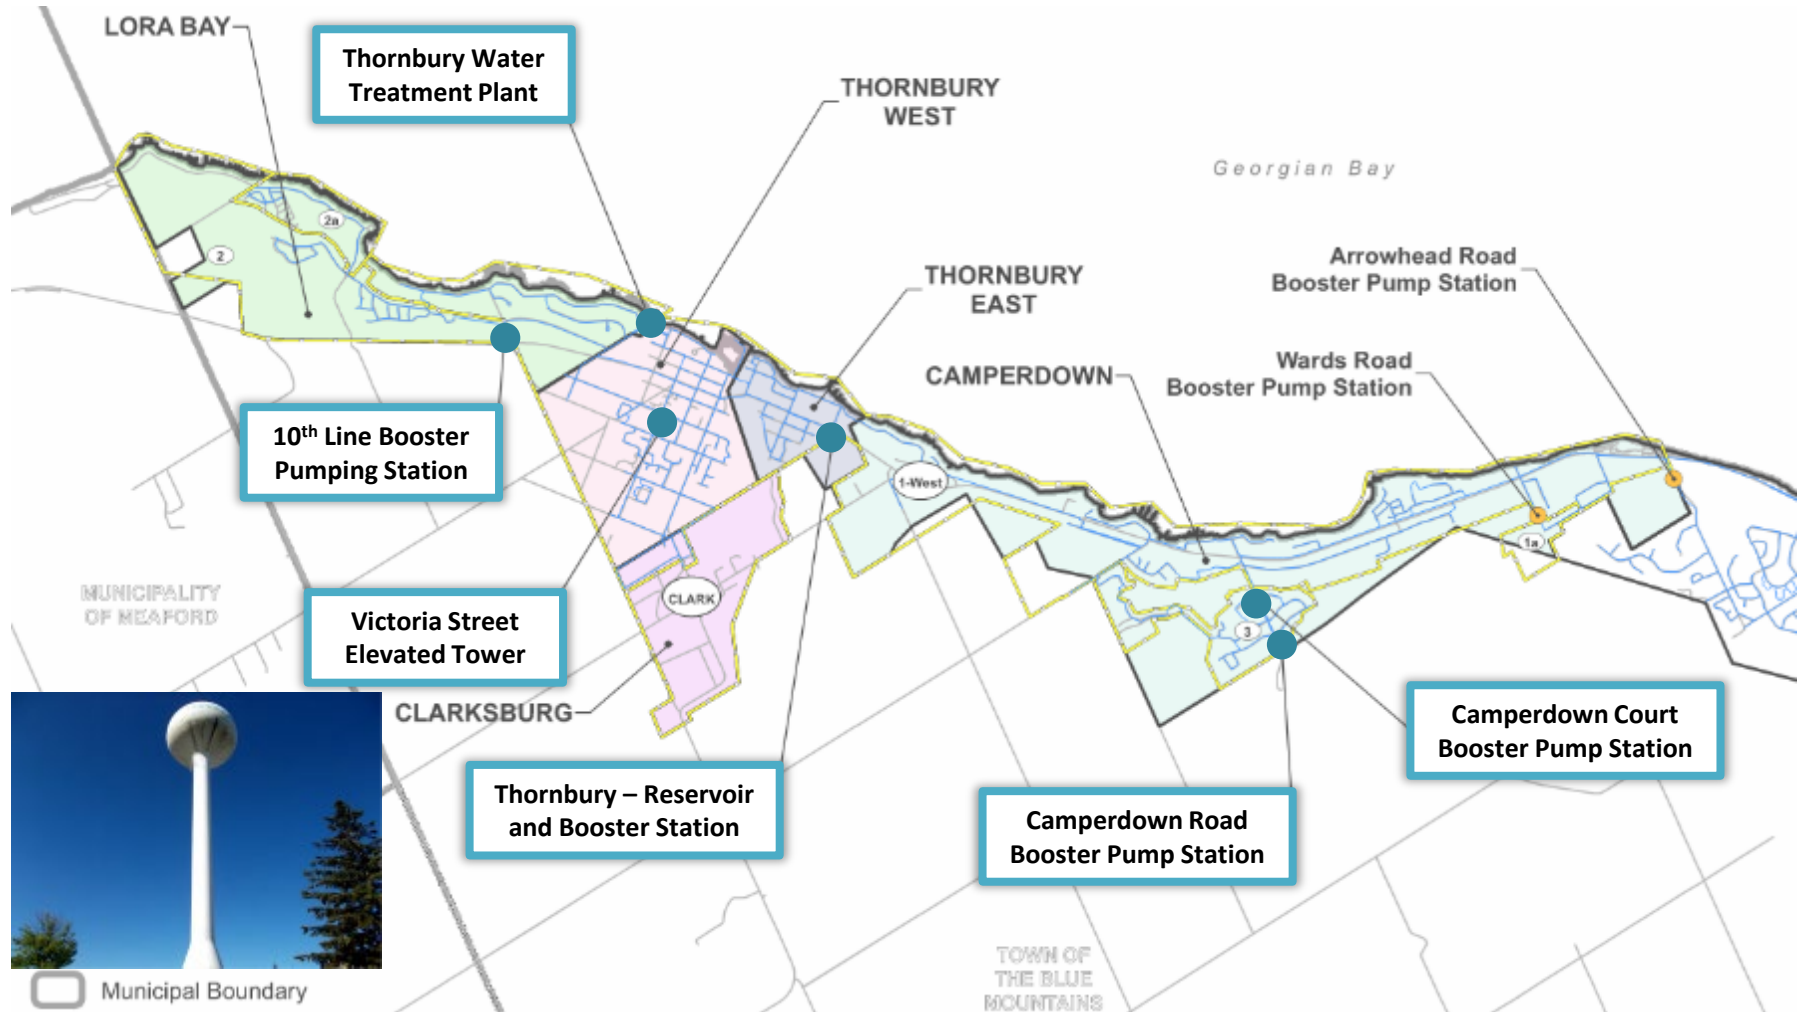 LORA BAY
Thornbury Water
Treatment Plant
THORNBURY
WEST
Georgian Bay
2a
2
THORNBURY
EAST
Arrowhead Road
Booster Pump Station
CAMPERDOWN
Wards Road
Booster Pump Station
10th Line Booster
Pumping Station
1-West
1a
MUNICIPALITY
OF MEAFORD
CLARK
Victoria Street
Elevated Tower
3
CLARKSBURG
Camperdown Court
Booster Pump Station
Thornbury – Reservoir
and Booster Station
Camperdown Road
Booster Pump Station
TOWN OF
THE BLUE
MOUNTAINS
Municipal Boundary